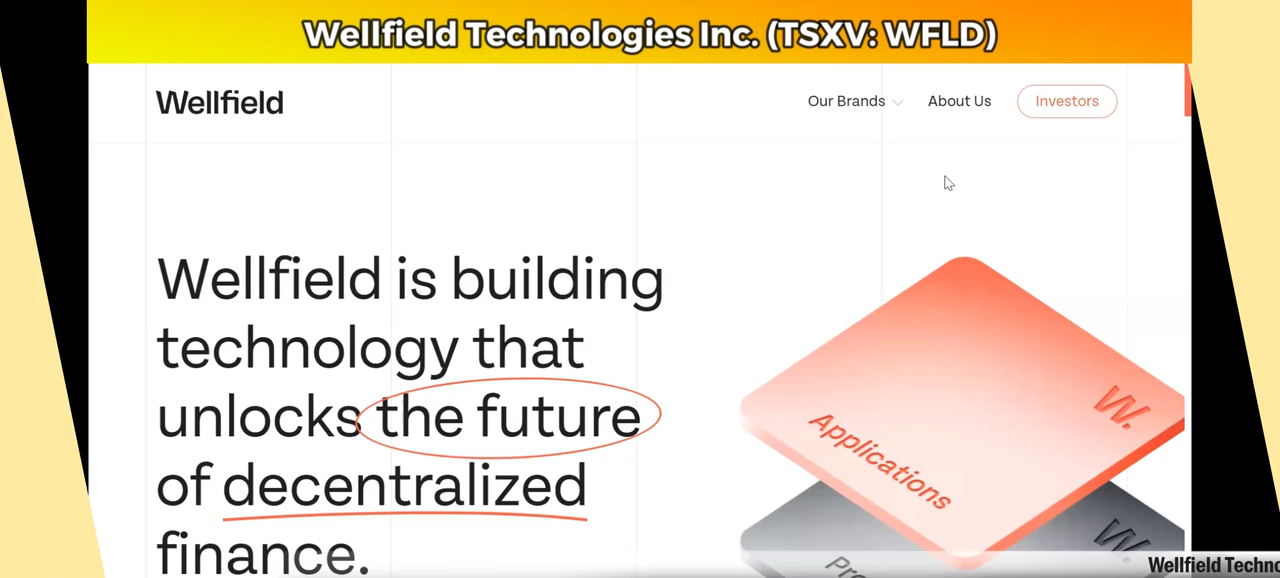 Wellfield Technologies Inc. (TSXV: WFLD)
Wellfield
Our Brands
About Us
Investors
Wellfield is building
technology that
unlocks the future
of decentralized
finance.
W.
Applications
W.
Wellfield